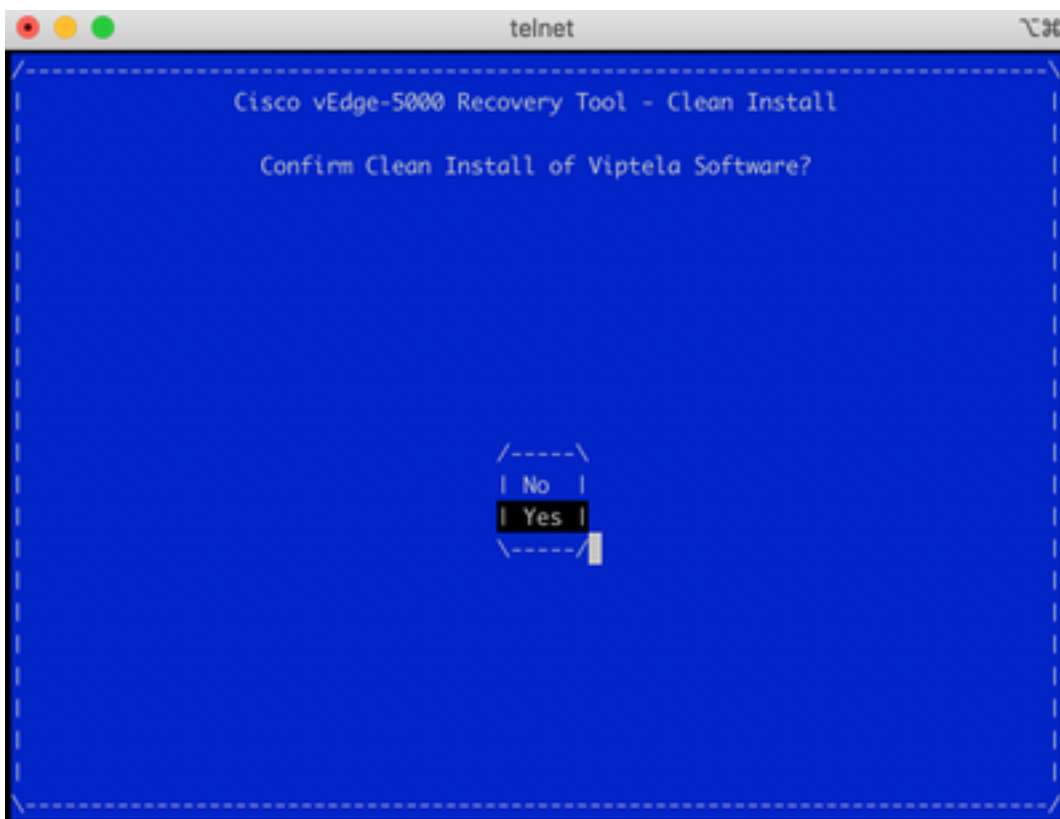 telnet
⌥⌘
Cisco vEdge-5000 Recovery Tool - Clean Install
Confirm Clean Install of Viptela Software?
No
Yes